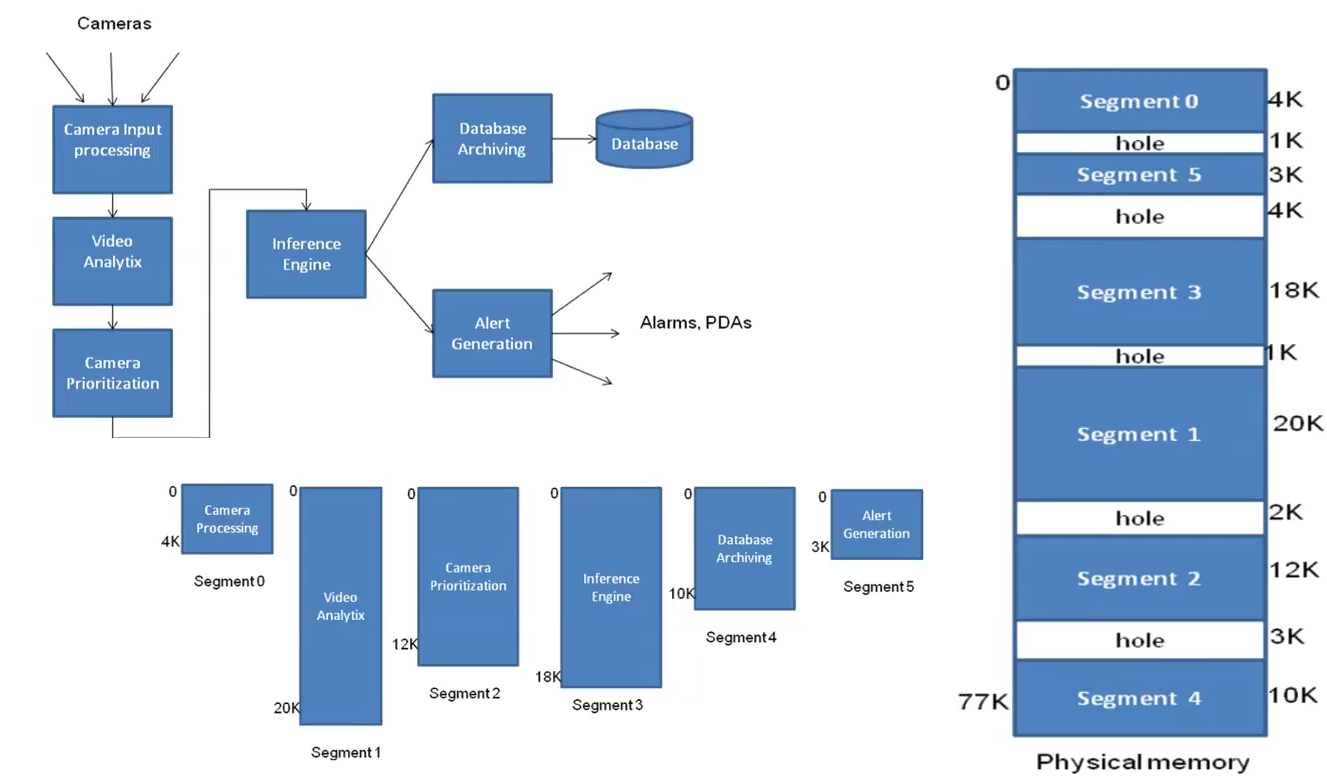 Cameras
Camera Input
processing
Video
Analytix
Camera
Prioritization
Inference
Engine
Database
Archiving
Database
Alert
Generation
Alarms, PDAs
0
Camera
Processing
4K
Segment 0
0
Video
Analytix
20K
Segment 1
0
Camera
Prioritization
12K
Segment 2
0
Inference
Engine
18K
Segment 3
0
Database
Archiving
10K
Segment 4
0
Alert
Generation
3K
Segment 5
0
Segment 0 4K
hole 1K
Segment 5 3K
hole 4K
Segment 3 18K
hole 1K
Segment 1 20K
hole 2K
Segment 2 12K
hole 3K
77K Segment 4 10K
Physical memory